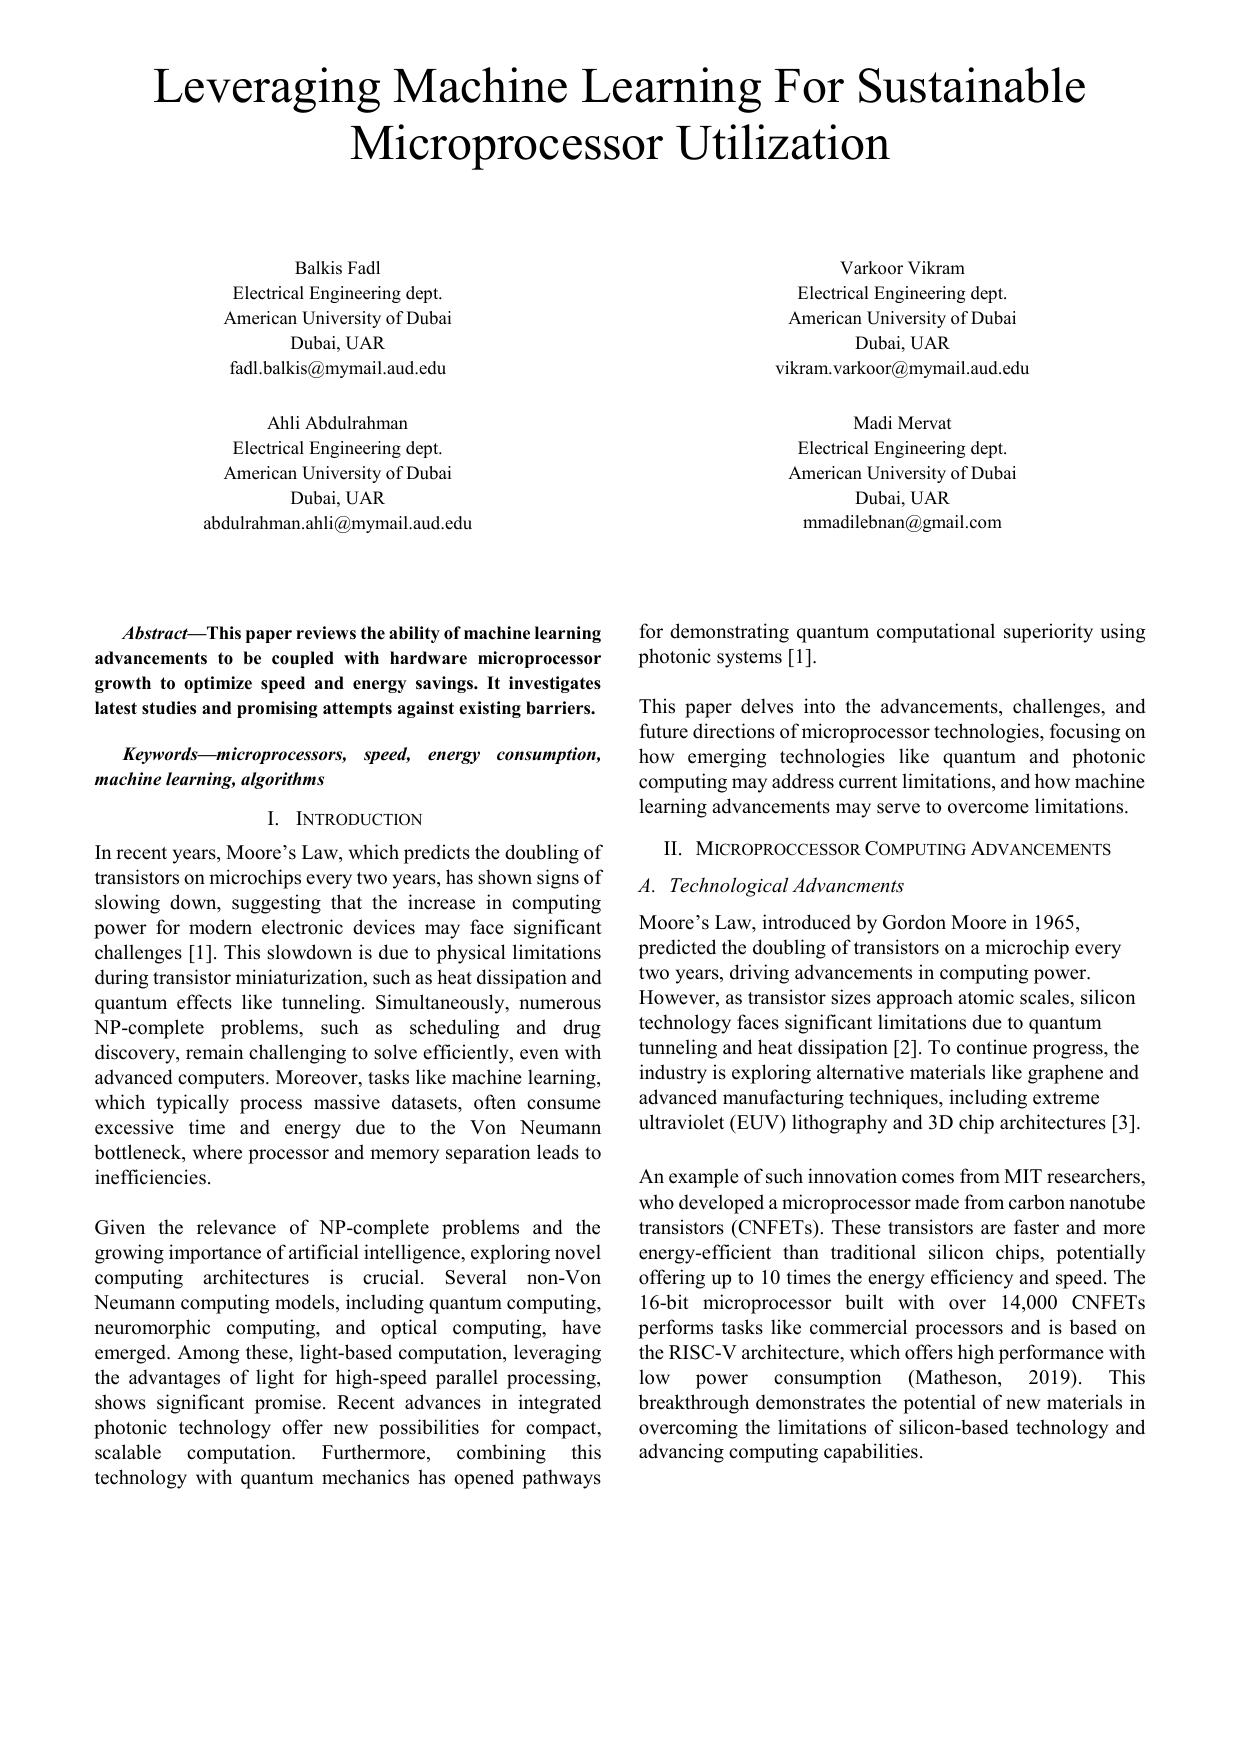 Leveraging Machine Learning For Sustainable
Microprocessor Utilization
Balkis Fadl
Electrical Engineering dept.
American University of Dubai
Dubai, UAR
fadl.balkis@mymail.aud.edu
Varkoor Vikram
Electrical Engineering dept.
American University of Dubai
Dubai, UAR
vikram.varkoor@mymail.aud.edu
Ahli Abdulrahman
Electrical Engineering dept.
American University of Dubai
Dubai, UAR
abdulrahman.ahli@mymail.aud.edu
Madi Mervat
Electrical Engineering dept.
American University of Dubai
Dubai, UAR
mmadilebnan@gmail.com
Abstract—This paper reviews the ability of machine learning
advancements to be coupled with hardware microprocessor
growth to optimize speed and energy savings. It investigates
latest studies and promising attempts against existing barriers.
Keywords—microprocessors, speed, energy consumption,
machine learning, algorithms
I. INTRODUCTION
In recent years, Moore’s Law, which predicts the doubling of
transistors on microchips every two years, has shown signs of
slowing down, suggesting that the increase in computing
power for modern electronic devices may face significant
challenges [1]. This slowdown is due to physical limitations
during transistor miniaturization, such as heat dissipation and
quantum effects like tunneling. Simultaneously, numerous
NP-complete problems, such as scheduling and drug
discovery, remain challenging to solve efficiently, even with
advanced computers. Moreover, tasks like machine learning,
which typically process massive datasets, often consume
excessive time and energy due to the Von Neumann
bottleneck, where processor and memory separation leads to
inefficiencies.
Given the relevance of NP-complete problems and the
growing importance of artificial intelligence, exploring novel
computing architectures is crucial. Several non-Von
Neumann computing models, including quantum computing,
neuromorphic computing, and optical computing, have
emerged. Among these, light-based computation, leveraging
the advantages of light for high-speed parallel processing,
shows significant promise. Recent advances in integrated
photonic technology offer new possibilities for compact,
scalable computation. Furthermore, combining this
technology with quantum mechanics has opened pathways
for demonstrating quantum computational superiority using
photonic systems [1].
This paper delves into the advancements, challenges, and
future directions of microprocessor technologies, focusing on
how emerging technologies like quantum and photonic
computing may address current limitations, and how machine
learning advancements may serve to overcome limitations.
II. MICROPROCCESSOR COMPUTING ADVANCEMENTS
A. Technological Advancments
Moore’s Law, introduced by Gordon Moore in 1965,
predicted the doubling of transistors on a microchip every
two years, driving advancements in computing power.
However, as transistor sizes approach atomic scales, silicon
technology faces significant limitations due to quantum
tunneling and heat dissipation [2]. To continue progress, the
industry is exploring alternative materials like graphene and
advanced manufacturing techniques, including extreme
ultraviolet (EUV) lithography and 3D chip architectures [3].
An example of such innovation comes from MIT researchers,
who developed a microprocessor made from carbon nanotube
transistors (CNFETs). These transistors are faster and more
energy-efficient than traditional silicon chips, potentially
offering up to 10 times the energy efficiency and speed. The
16-bit microprocessor built with over 14,000 CNFETs
performs tasks like commercial processors and is based on
the RISC-V architecture, which offers high performance with
low power consumption (Matheson, 2019). This
breakthrough demonstrates the potential of new materials in
overcoming the limitations of silicon-based technology and
advancing computing capabilities.